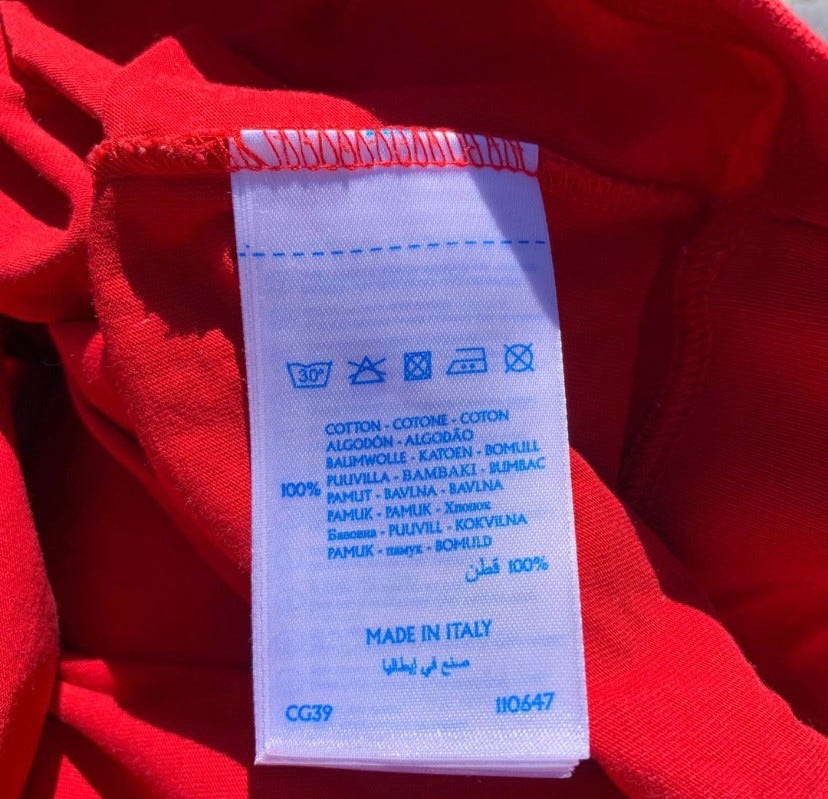 30°
COTTON - COTONE - COTON
ALGODÓN - ALGODÃO
BAUMWOLLE - KATOEN - BOMULL
PUUVILLA - BAMBAKI - BUMBAC
100% PAMUT - BAVLNA - BAVLNA
PAMUK - PAMUK - Хлопок
Бавовна - PUUVILL - KOKVILNA
PAMUK - памук - BOMULD
100% قطن
MADE IN ITALY
صنع في إيطاليا
CG39 110647